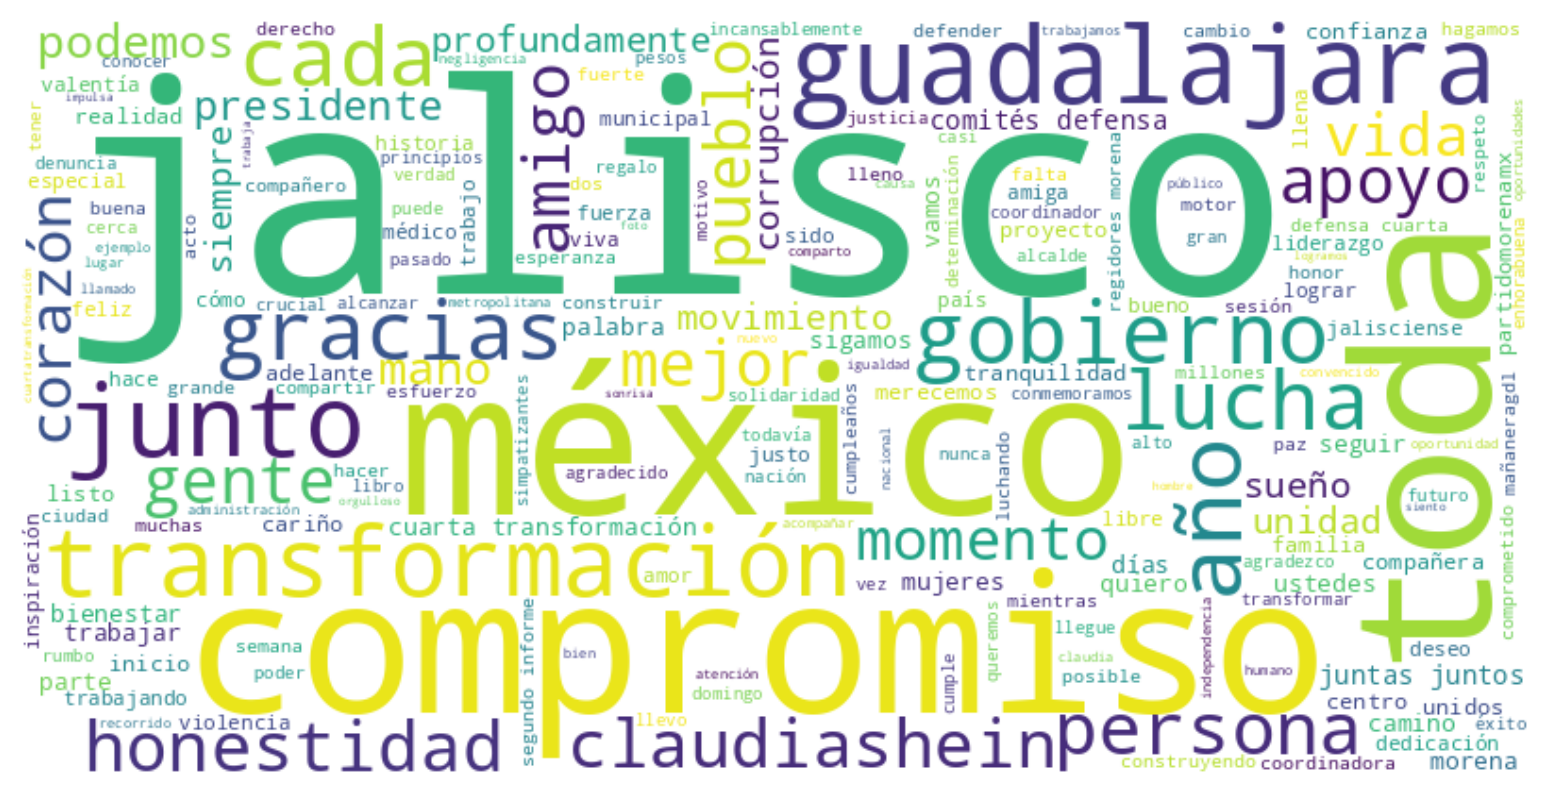 podemos
derecho
conocer
cada
profundamente
negligencia
incansablemente
pesos
defender
trabajamos
cambio
confianza
hagamos
guadalajara
valentía
impulsa
realidad
tener
presidente
amigo
fuerte
municipal
pueblo
corrupción
justicia
comités defensa
casi
llena
vida
oportunidades
respeto
jalisco
denuncia
especial
siempre
trabaja
historia
principios
verdad
compañero
regalo
dos
lleno
causa
falta
amiga
público
motor
apoyo
buena
cerca
ejemplo
lugar
llamado
acto
puede
médico
pasado
trabajo
fuerza
foto
viva
esperanza
motivo
sido
comparto
vamos
determinación
coordinador
proyecto
alcalde
regidores morena
gran
defensa cuarta
liderazgo
logramos
honor
lograr
partidomorenamx
enhorabuena
corazón
feliz
cómo
crucial
alcanzar
metropolitana
construir
país
bueno
sesión
toda
cuartatransformación
gracias
palabra
movimiento
sigamos
gobierno
jalisciense
hace
grande
adelante
compartir
mano
esfuerzo
mejor
nuevo
igualdad
solidaridad
sonrisa
tranquilidad
merecemos
conmemoramos
millones
convencido
lucha
junto
méxico
simpatizantes
todavía
justo
nación
cumpleaños
nacional
nunca
luchando
alto
año
paz
seguir
oportunidad
mañaneragdl
gente
listo
ciudad
hacer
libro
orgulloso
agradecido
hombre
sueño
futuro
siento
administración
muchas
cariño
cuarta transformación
acompañar
momento
libre
unidad
familia
inspiración
transformación
amor
vez
mujeres
días
quiero
agradezco
ustedes
compañera
comprometido
bienestar
trabajar
rumbo
inicio
parte
trabajando
semana
poder
compromiso
segundo informe
bien
atención
domingo
cumple
queremos
mientras
llegue
claudia
posible
independencia
transformar
humano
deseo
juntas juntos
recorrido
violencia
llevo
centro
unidos
camino
éxito
dedicación
honestidad
claudiashein
persona
construyendo
coordinadora
morena